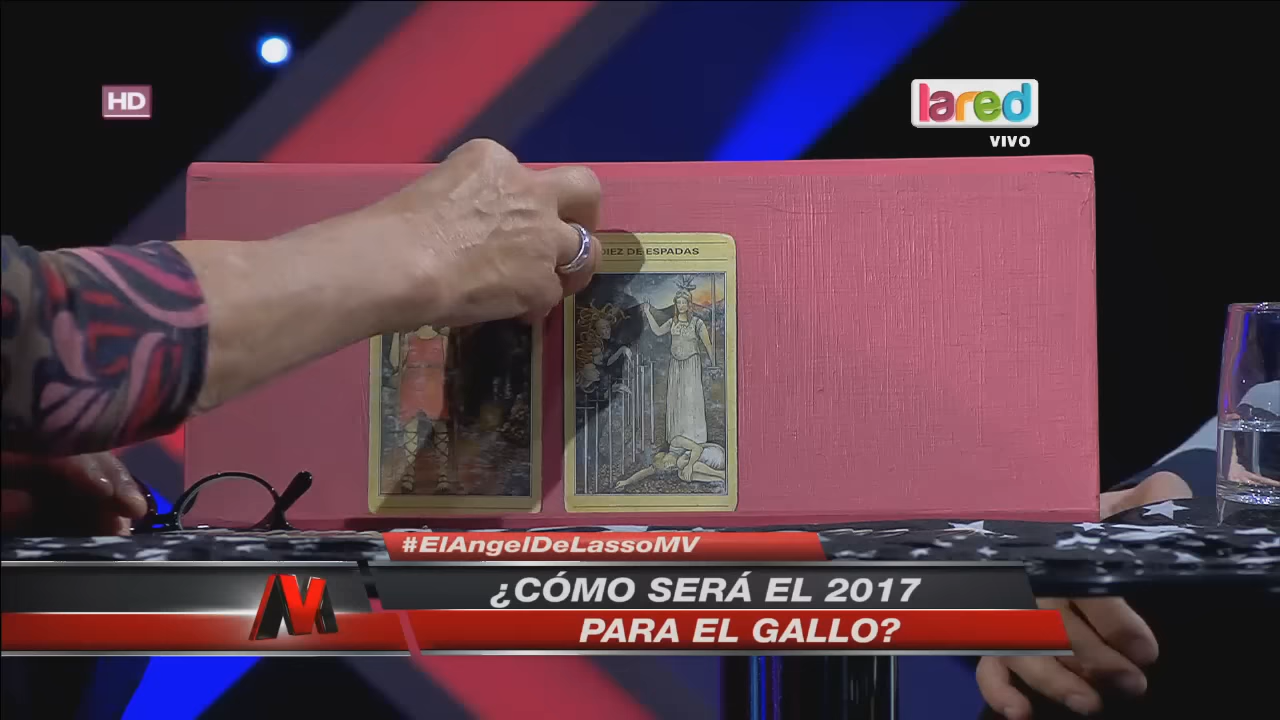 HD
lared
VIVO
DIEZ DE ESPADAS
#ElAngelDeLassoMV
¿CÓMO SERÁ EL 2017
PARA EL GALLO?